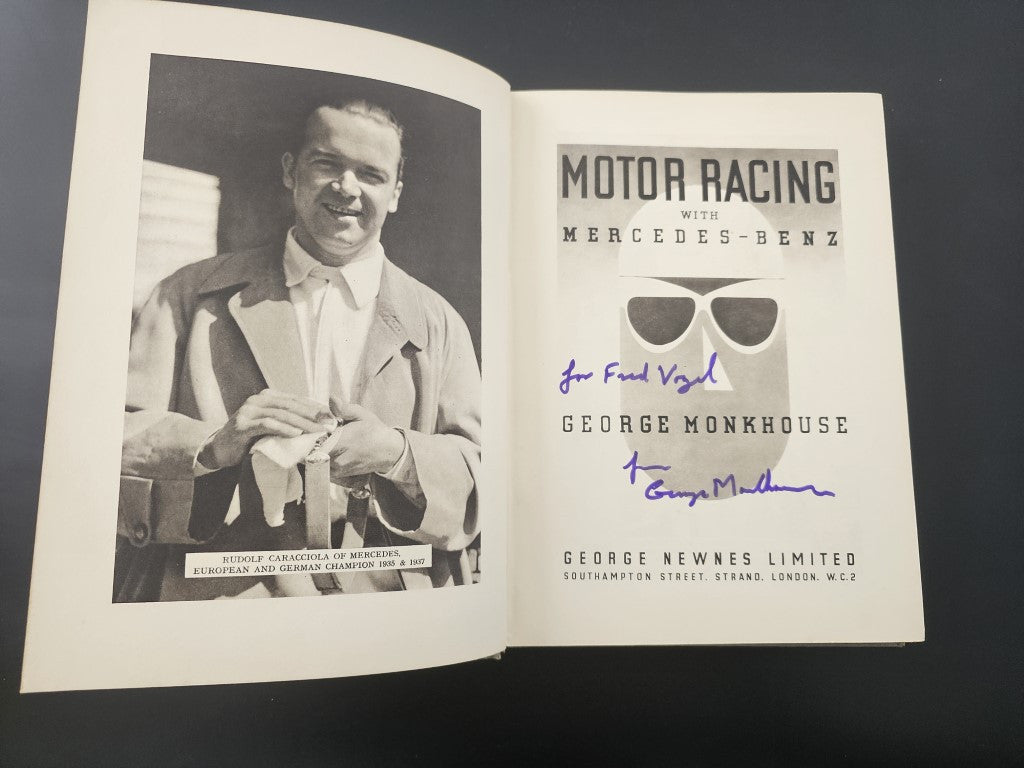 RUDOLF CARACCIOLA OF MERCEDES,
EUROPEAN AND GERMAN CHAMPION 1935 & 1937
MOTOR RACING
WITH
MERCEDES-BENZ
for Fred Vogel
GEORGE MONKHOUSE
from
George Monkhouse
GEORGE NEWNES LIMITED
SOUTHAMPTON STREET. STRAND. LONDON. W.C.2